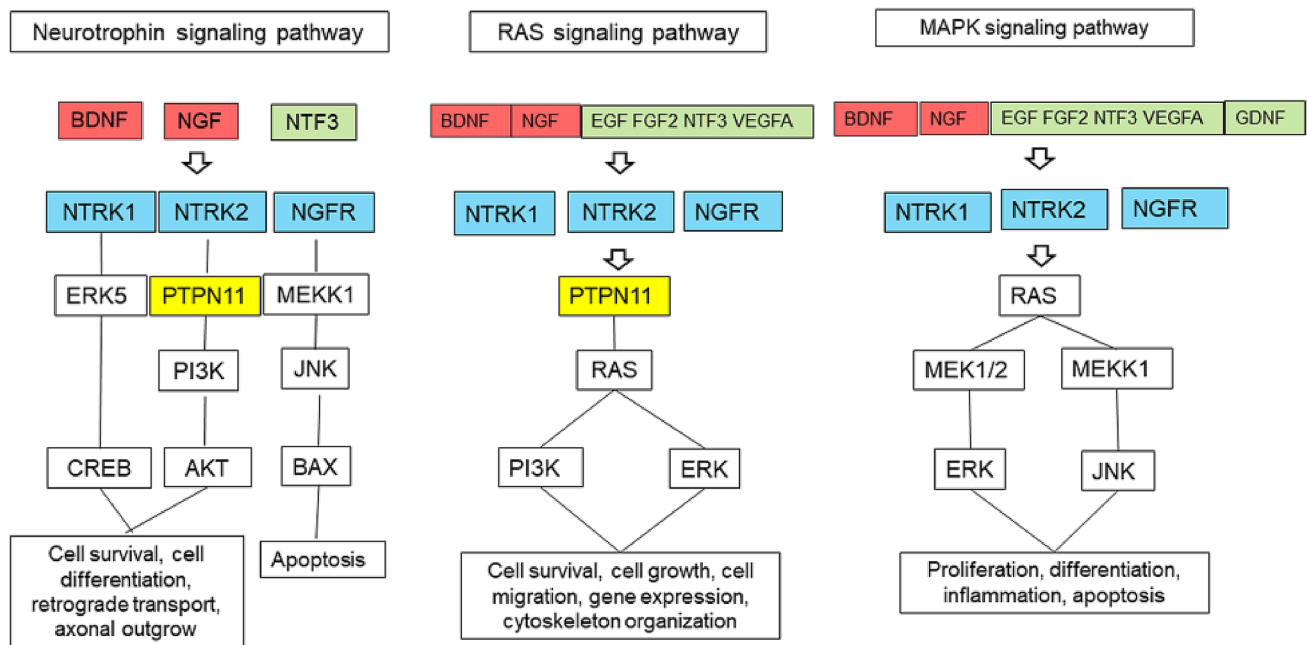 Neurotrophin signaling pathway
BDNF
NGF
NTF3
NTRK1
NTRK2
NGFR
ERK5
PTPN11
MEKK1
PI3K
JNK
CREB
AKT
BAX
Cell survival, cell
differentiation,
retrograde transport,
axonal outgrow
Apoptosis
RAS signaling pathway
BDNF
NGF
EGF FGF2 NTF3 VEGFA
NTRK1
NTRK2
NGFR
PTPN11
RAS
PI3K
ERK
Cell survival, cell growth, cell
migration, gene expression,
cytoskeleton organization
MAPK signaling pathway
BDNF
NGF
EGF FGF2 NTF3 VEGFA
GDNF
NTRK1
NTRK2
NGFR
RAS
MEK1/2
MEKK1
ERK
JNK
Proliferation, differentiation,
inflammation, apoptosis